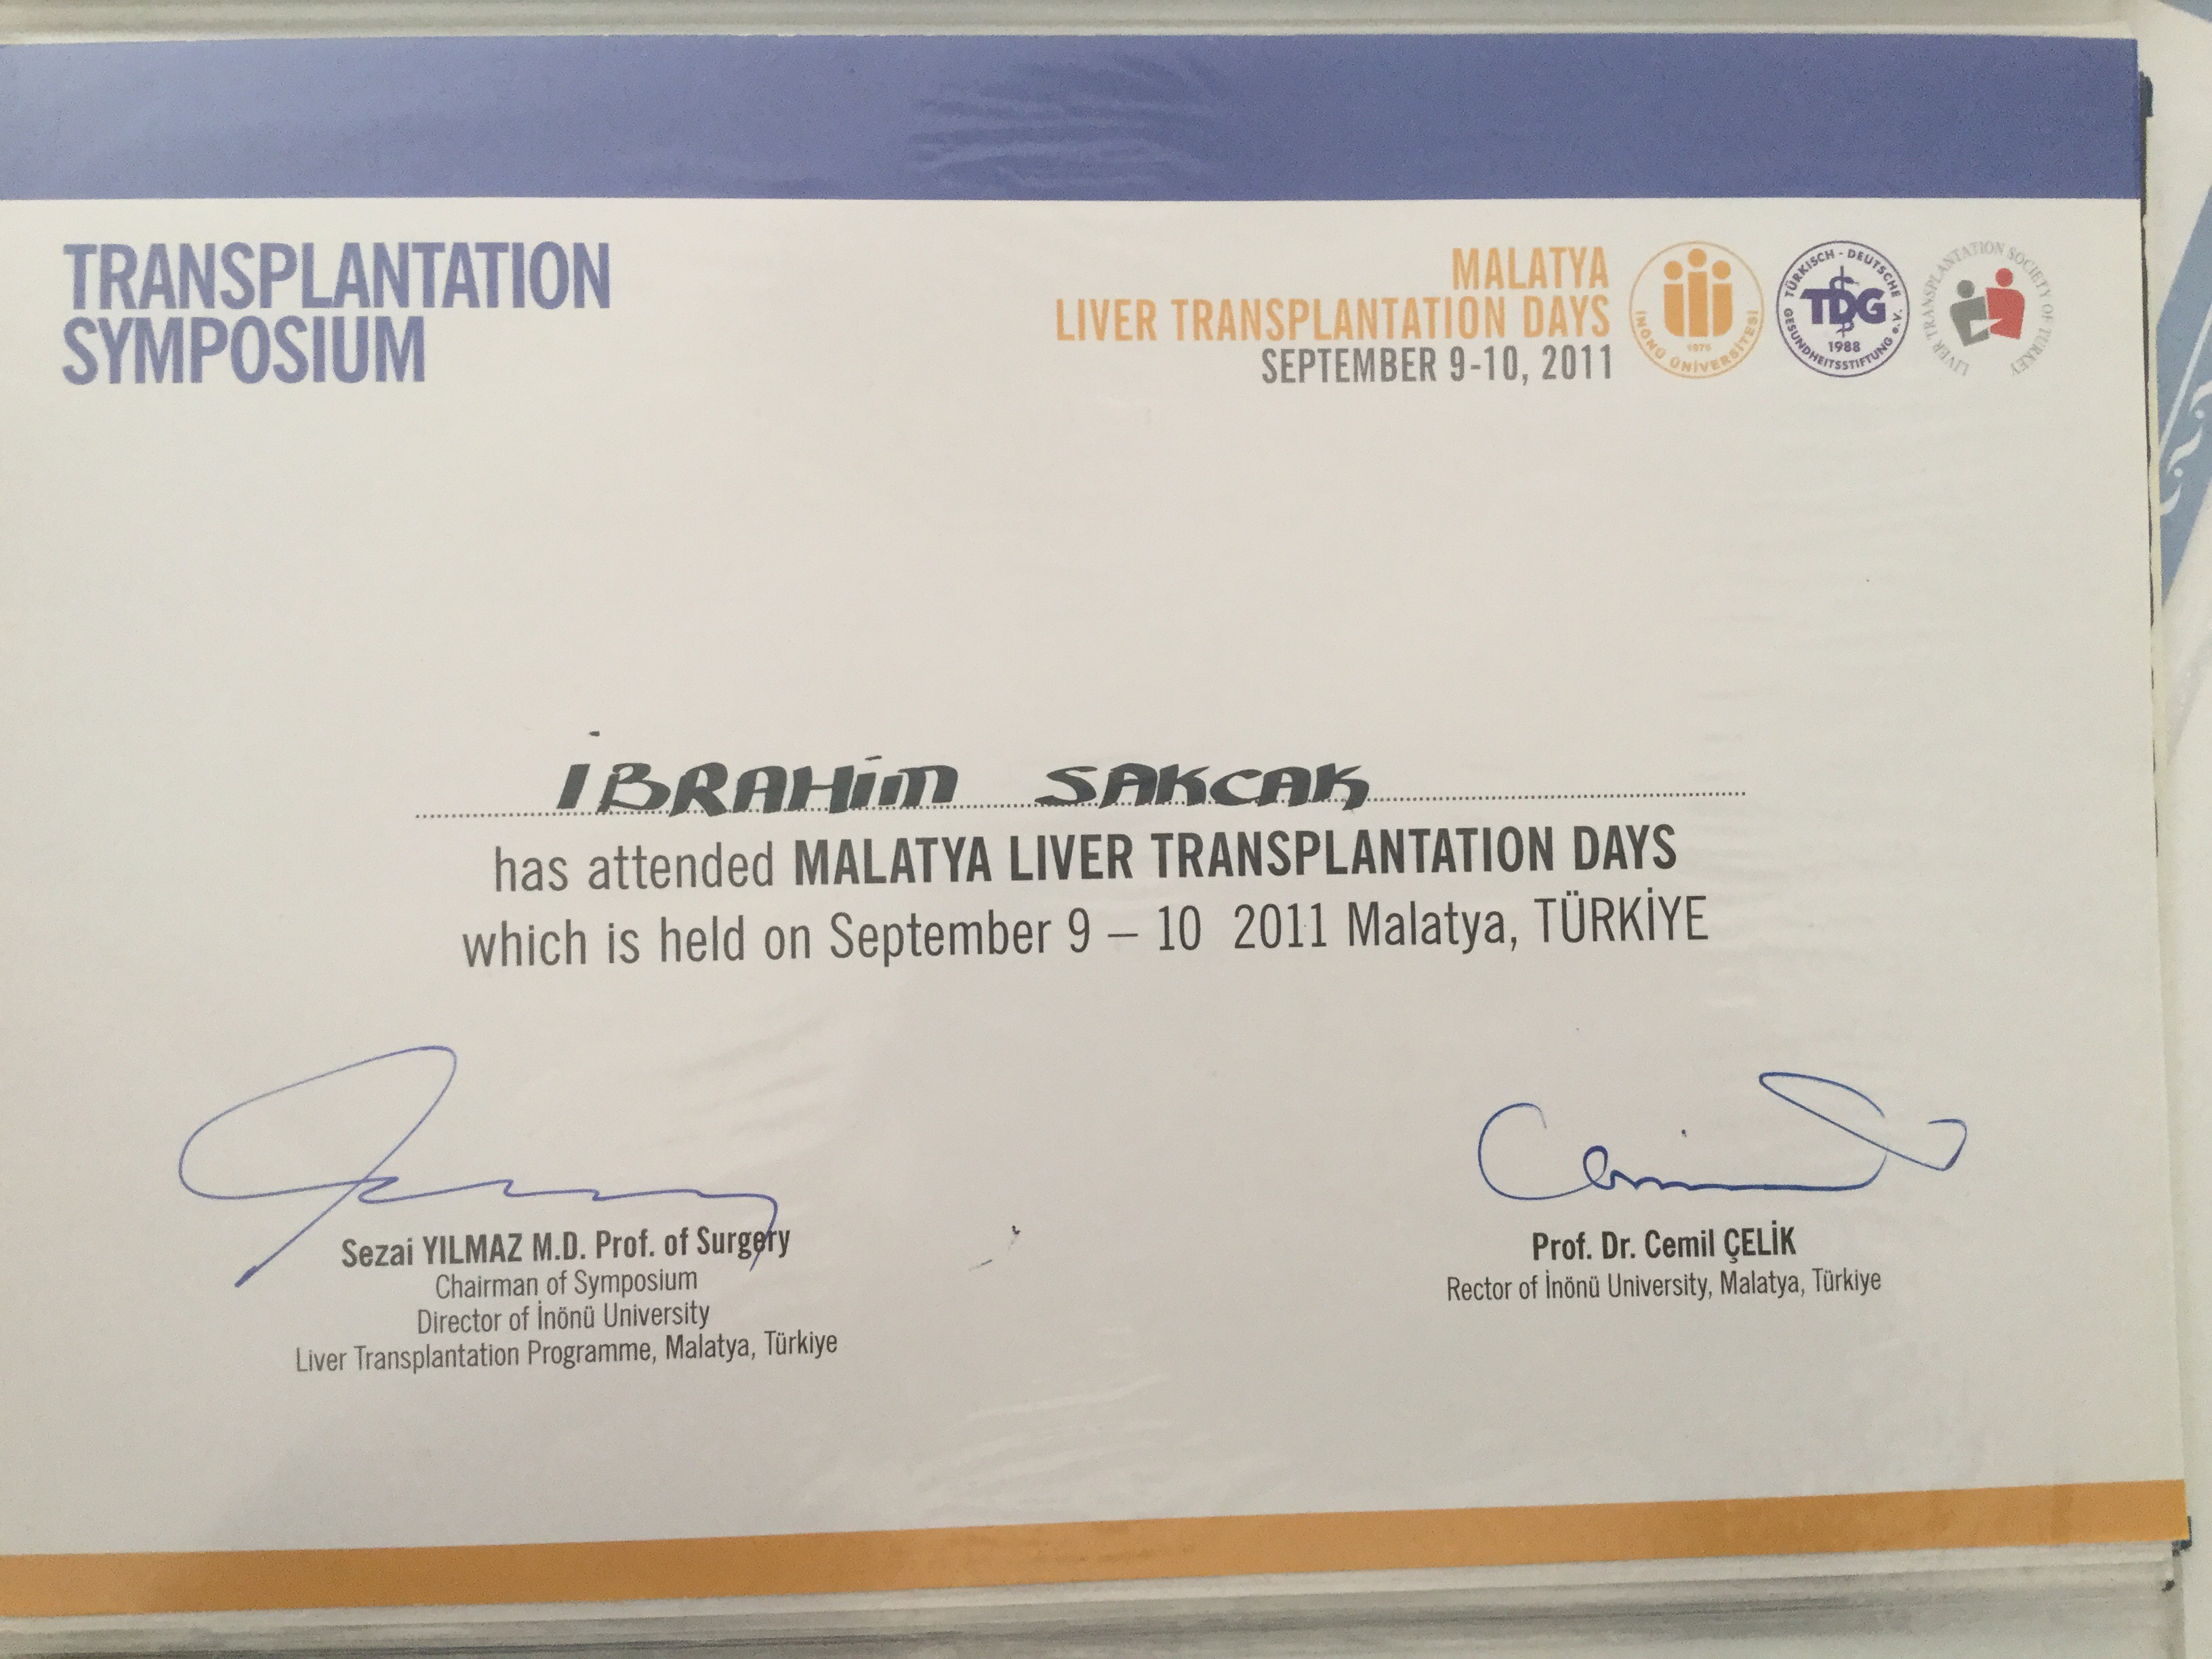 TRANSPLANTATION
SYMPOSIUM
MALATYA
LIVER TRANSPLANTATION DAYS
SEPTEMBER 9-10, 2011
1975
İNÖNÜ ÜNİVERSİTESİ
TÜRKISCH - DEUTSCHE
TDG
1988
GESUNDHEITSSTIFTUNG e.V.
LIVER TRANSPLANTATION SOCIETY OF TURKEY
İBRAHİM SAKCAK
has attended MALATYA LIVER TRANSPLANTATION DAYS
which is held on September 9 – 10 2011 Malatya, TÜRKİYE
Sezai YILMAZ M.D. Prof. of Surgery
Chairman of Symposium
Director of İnönü University
Liver Transplantation Programme, Malatya, Türkiye
Prof. Dr. Cemil ÇELİK
Rector of İnönü University, Malatya, Türkiye